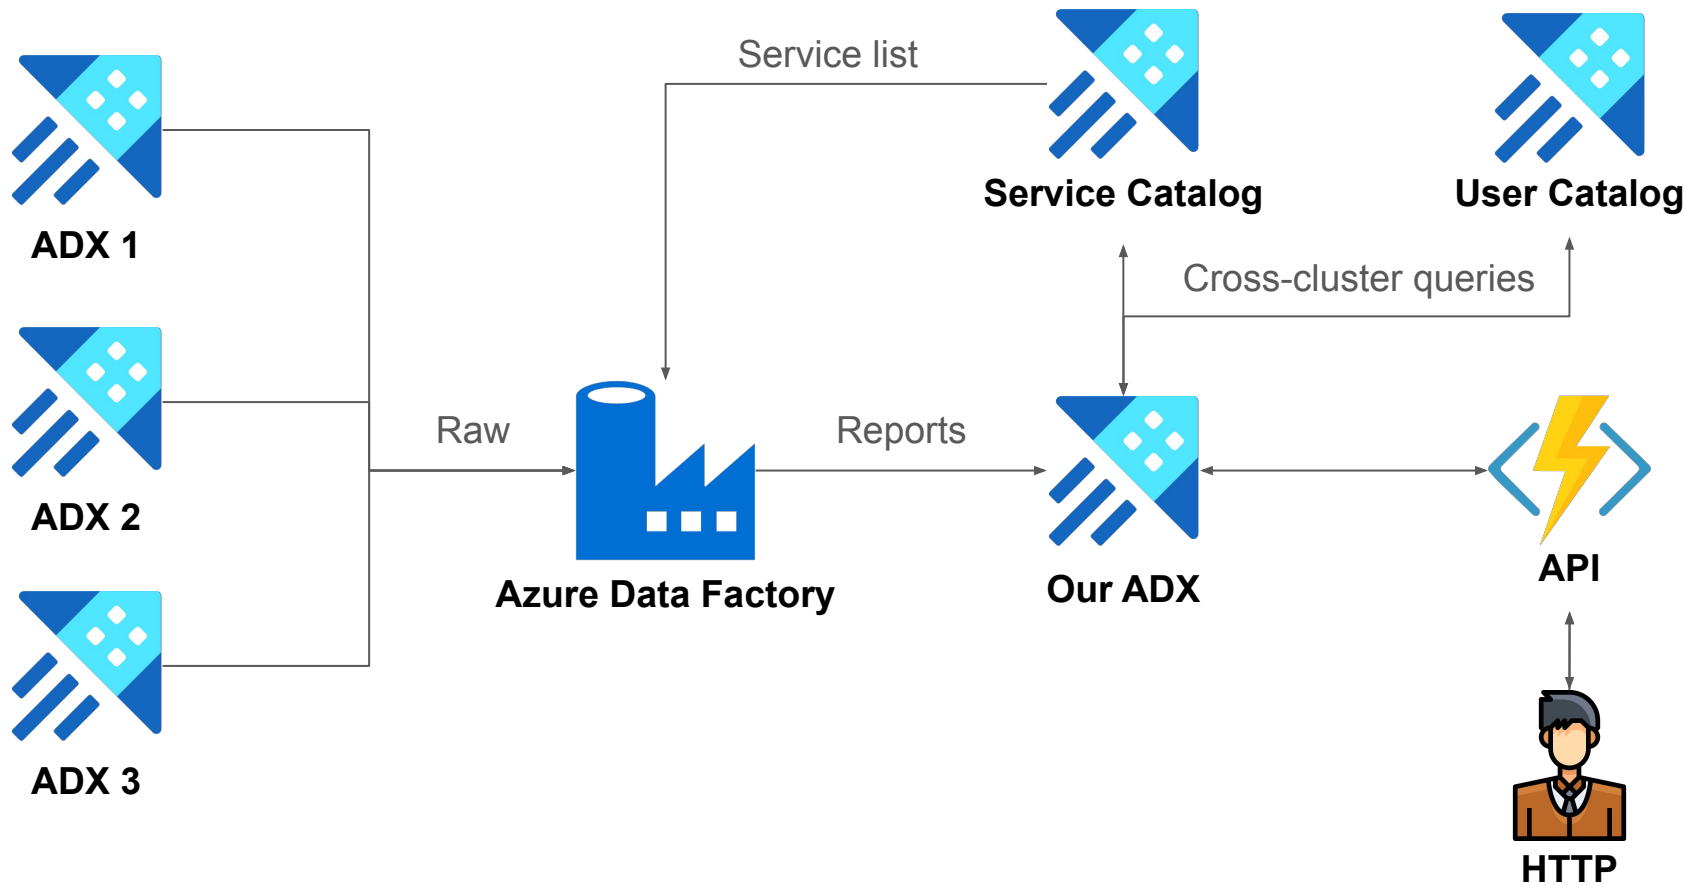 Service list
Service Catalog
User Catalog
ADX 1
Cross-cluster queries
Raw
Reports
ADX 2
Azure Data Factory
Our ADX
API
ADX 3
HTTP